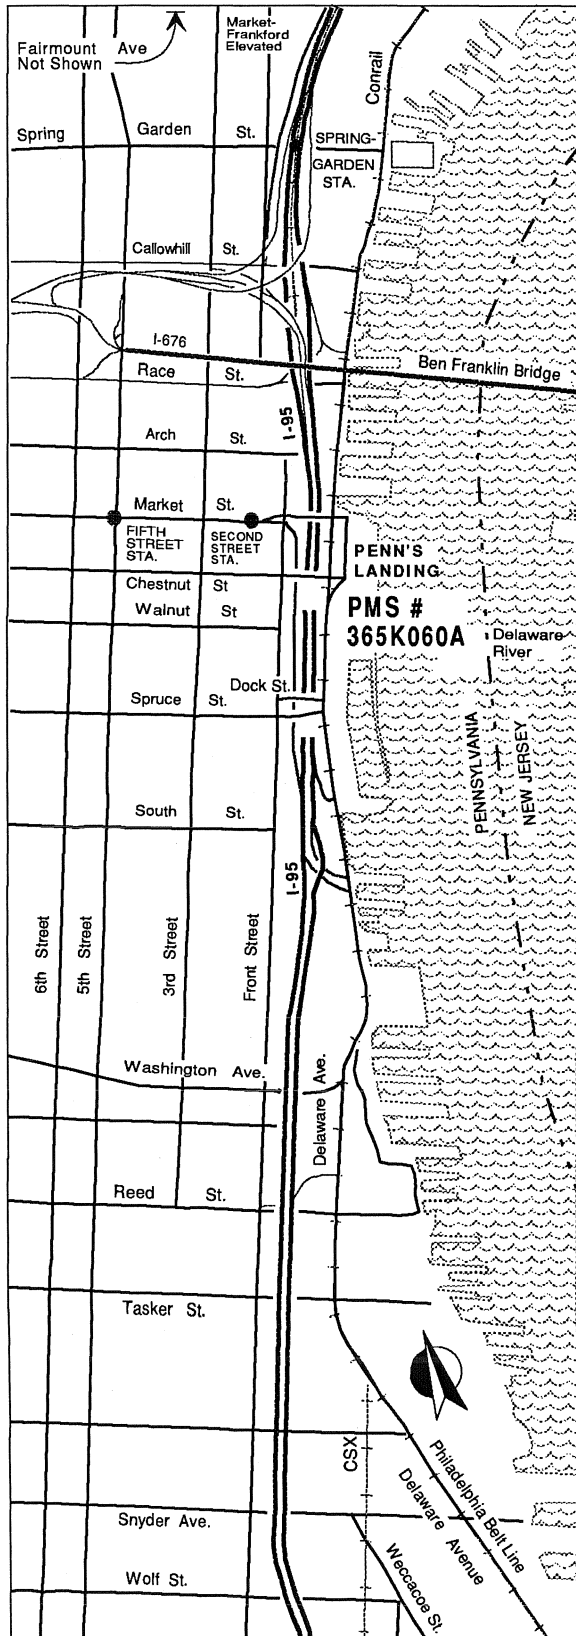 Market-
Frankford
Elevated
Fairmount Ave
Not Shown
Conrail
Spring Garden St.
SPRING-
GARDEN
STA.
Callowhill St.
I-676
Ben Franklin Bridge
Race St.
I-95
Arch St.
Market St.
FIFTH
STREET
STA.
SECOND
STREET
STA.
PENN'S
LANDING
Chestnut St
Walnut St
PMS #
365K060A
Delaware
River
Dock St.
Spruce St.
PENNSYLVANIA
NEW JERSEY
South St.
I-95
6th Street
5th Street
3rd Street
Front Street
Washington Ave.
Delaware Ave.
Reed St.
Tasker St.
CSX
Philadelphia Belt Line
Delaware Avenue
Snyder Ave.
Weccacoe St.
Wolf St.